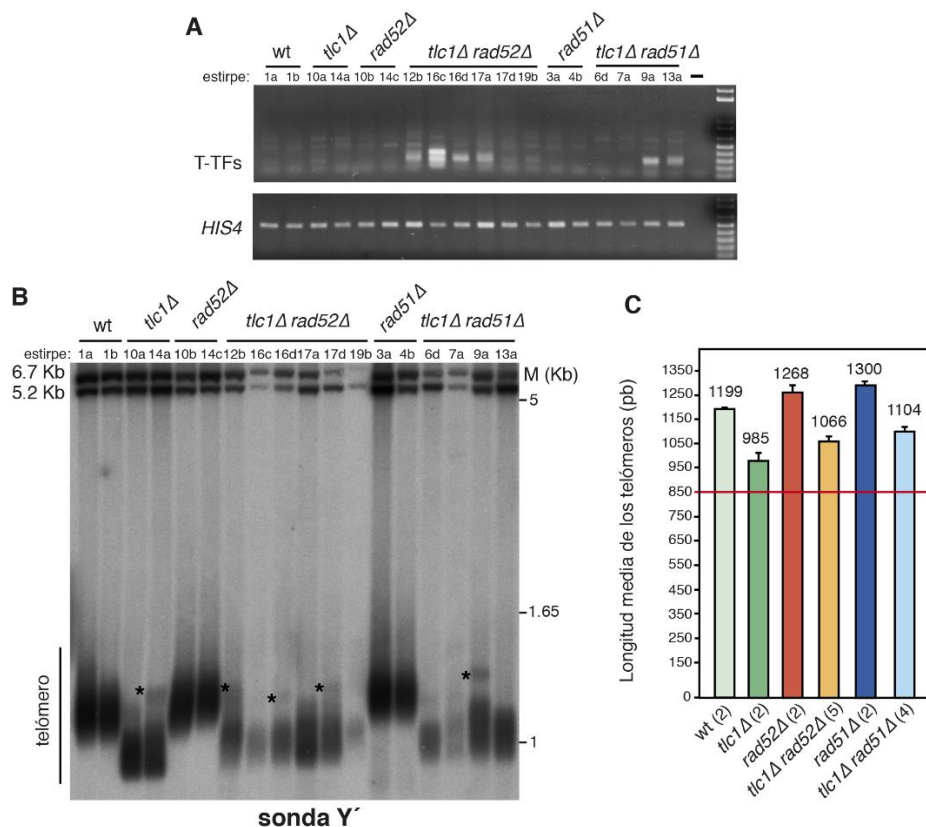 A
wt tlc1Δ rad52Δ tlc1Δ rad52Δ rad51Δ tlc1Δ rad51Δ
estirpe: 1a 1b 10a 14a 10b 14c 12b 16c 16d 17a 17d 19b 3a 4b 6d 7a 9a 13a –
T-TFs
HIS4
B
wt tlc1Δ rad52Δ tlc1Δ rad52Δ rad51Δ tlc1Δ rad51Δ
estirpe: 1a 1b 10a 14a 10b 14c 12b 16c 16d 17a 17d 19b 3a 4b 6d 7a 9a 13a
6.7 Kb
5.2 Kb
M (Kb)
5
1.65
1
telómero
* * * * *
sonda Y´
C
Longitud media de los telómeros (pb)
1350
1250
1150
1050
950
850
750
650
550
450
350
250
150
0
1199
985
1268
1066
1300
1104
wt (2)
tlc1Δ (2)
rad52Δ (2)
tlc1Δ rad52Δ (5)
rad51Δ (2)
tlc1Δ rad51Δ (4)